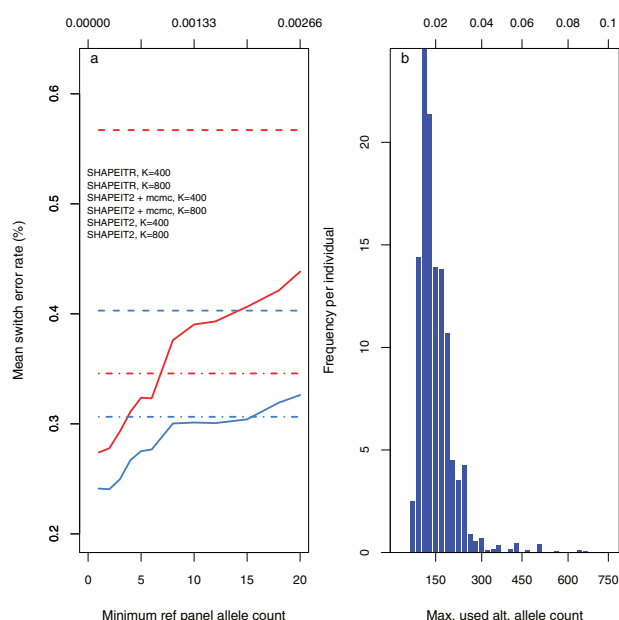 0.00000 0.00133 0.00266
a
0.6
0.5
0.4
0.3
0.2
Mean switch error rate (%)
SHAPEITR, K=400
SHAPEITR, K=800
SHAPEIT2 + mcmc, K=400
SHAPEIT2 + mcmc, K=800
SHAPEIT2, K=400
SHAPEIT2, K=800
0 5 10 15 20
Minimum ref panel allele count
0.02 0.04 0.06 0.08 0.1
b
20
15
10
5
0
Frequency per individual
150 300 450 600 750
Max. used alt. allele count